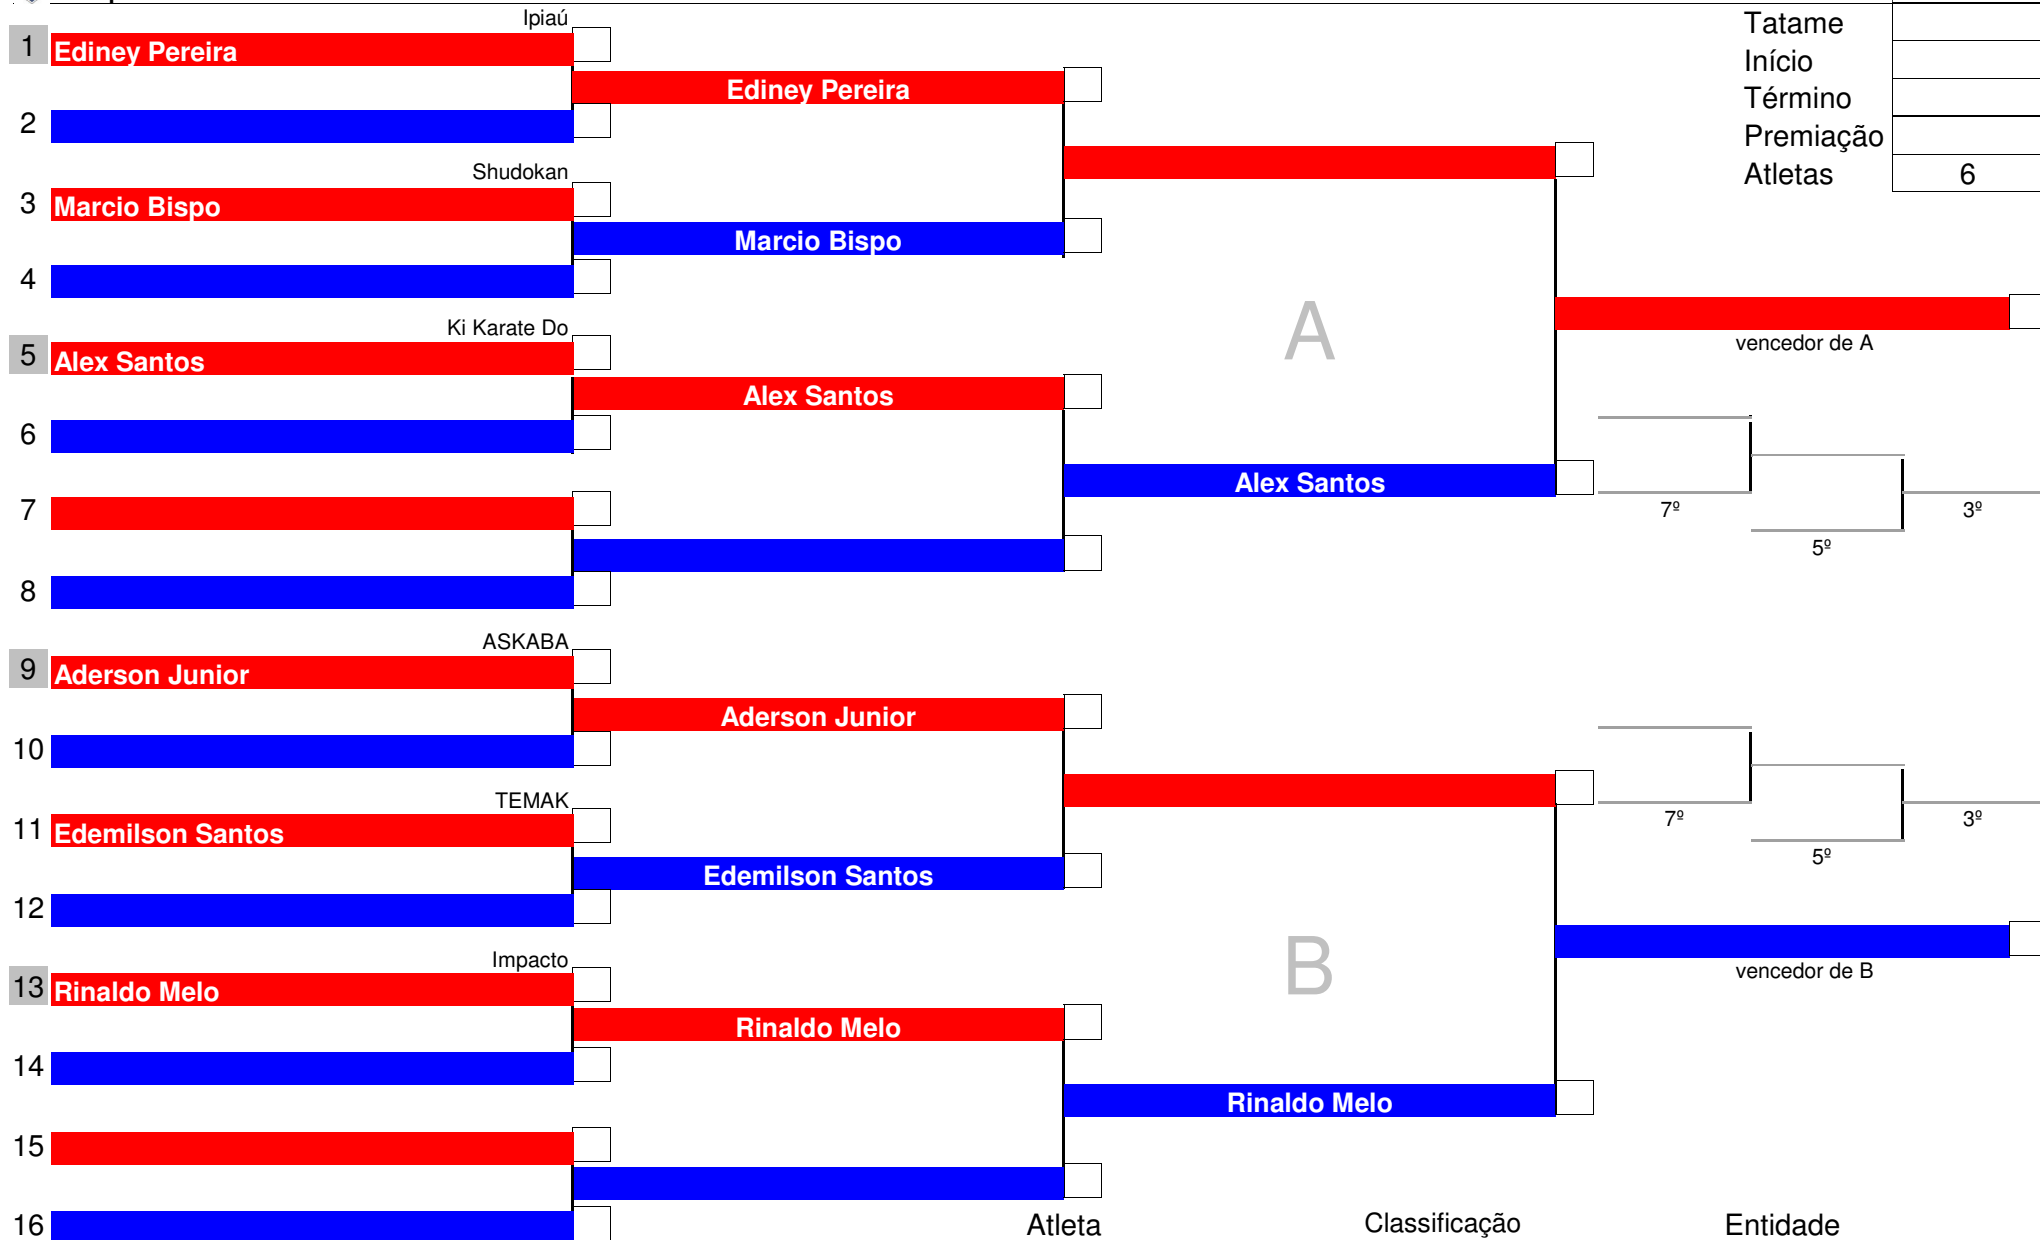 Ipiaú
Tatame
1 Ediney Pereira
Início
Ediney Pereira
Término
2
Premiação
Shudokan
Atletas 6
3 Marcio Bispo
Marcio Bispo
4
A
Ki Karate Do
vencedor de A
5 Alex Santos
Alex Santos
6
Alex Santos
7
7º
3º
5º
8
ASKABA
9 Aderson Junior
Aderson Junior
10
TEMAK
7º
3º
11 Edemilson Santos
5º
Edemilson Santos
12
Impacto
B
vencedor de B
13 Rinaldo Melo
Rinaldo Melo
14
Rinaldo Melo
15
16
Atleta Classificação Entidade